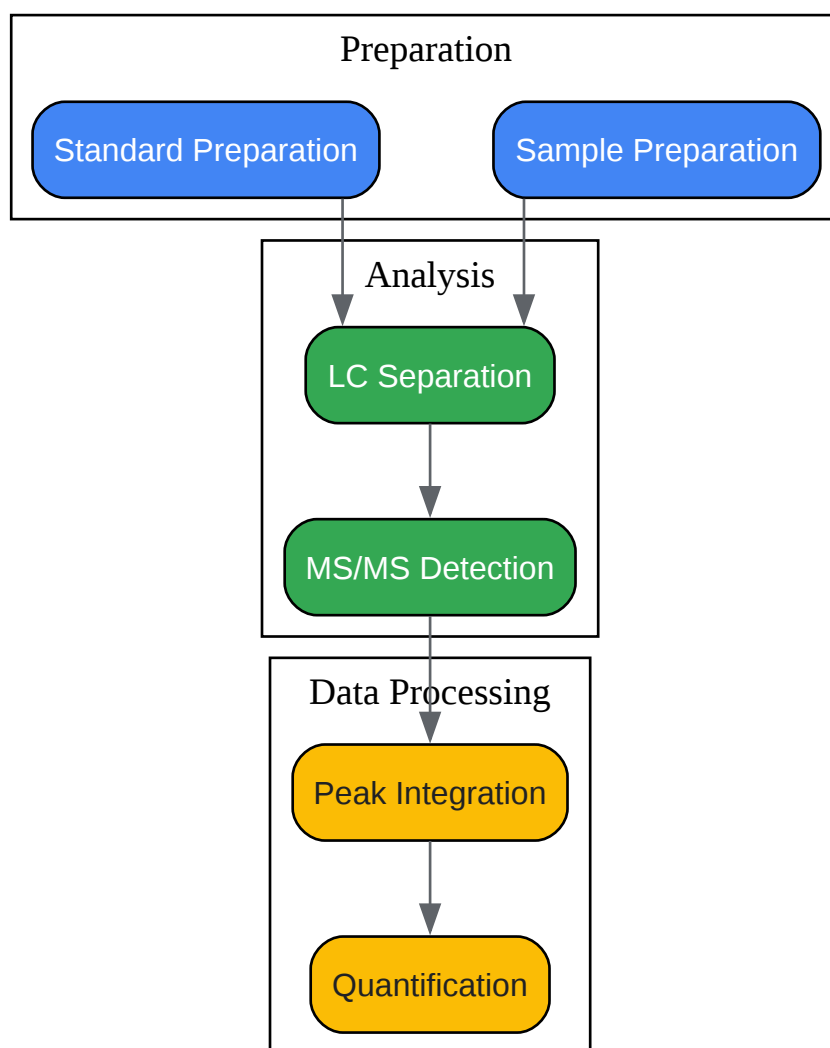 Preparation
Standard Preparation
Sample Preparation
Analysis
LC Separation
MS/MS Detection
Data Processing
Peak Integration
Quantification